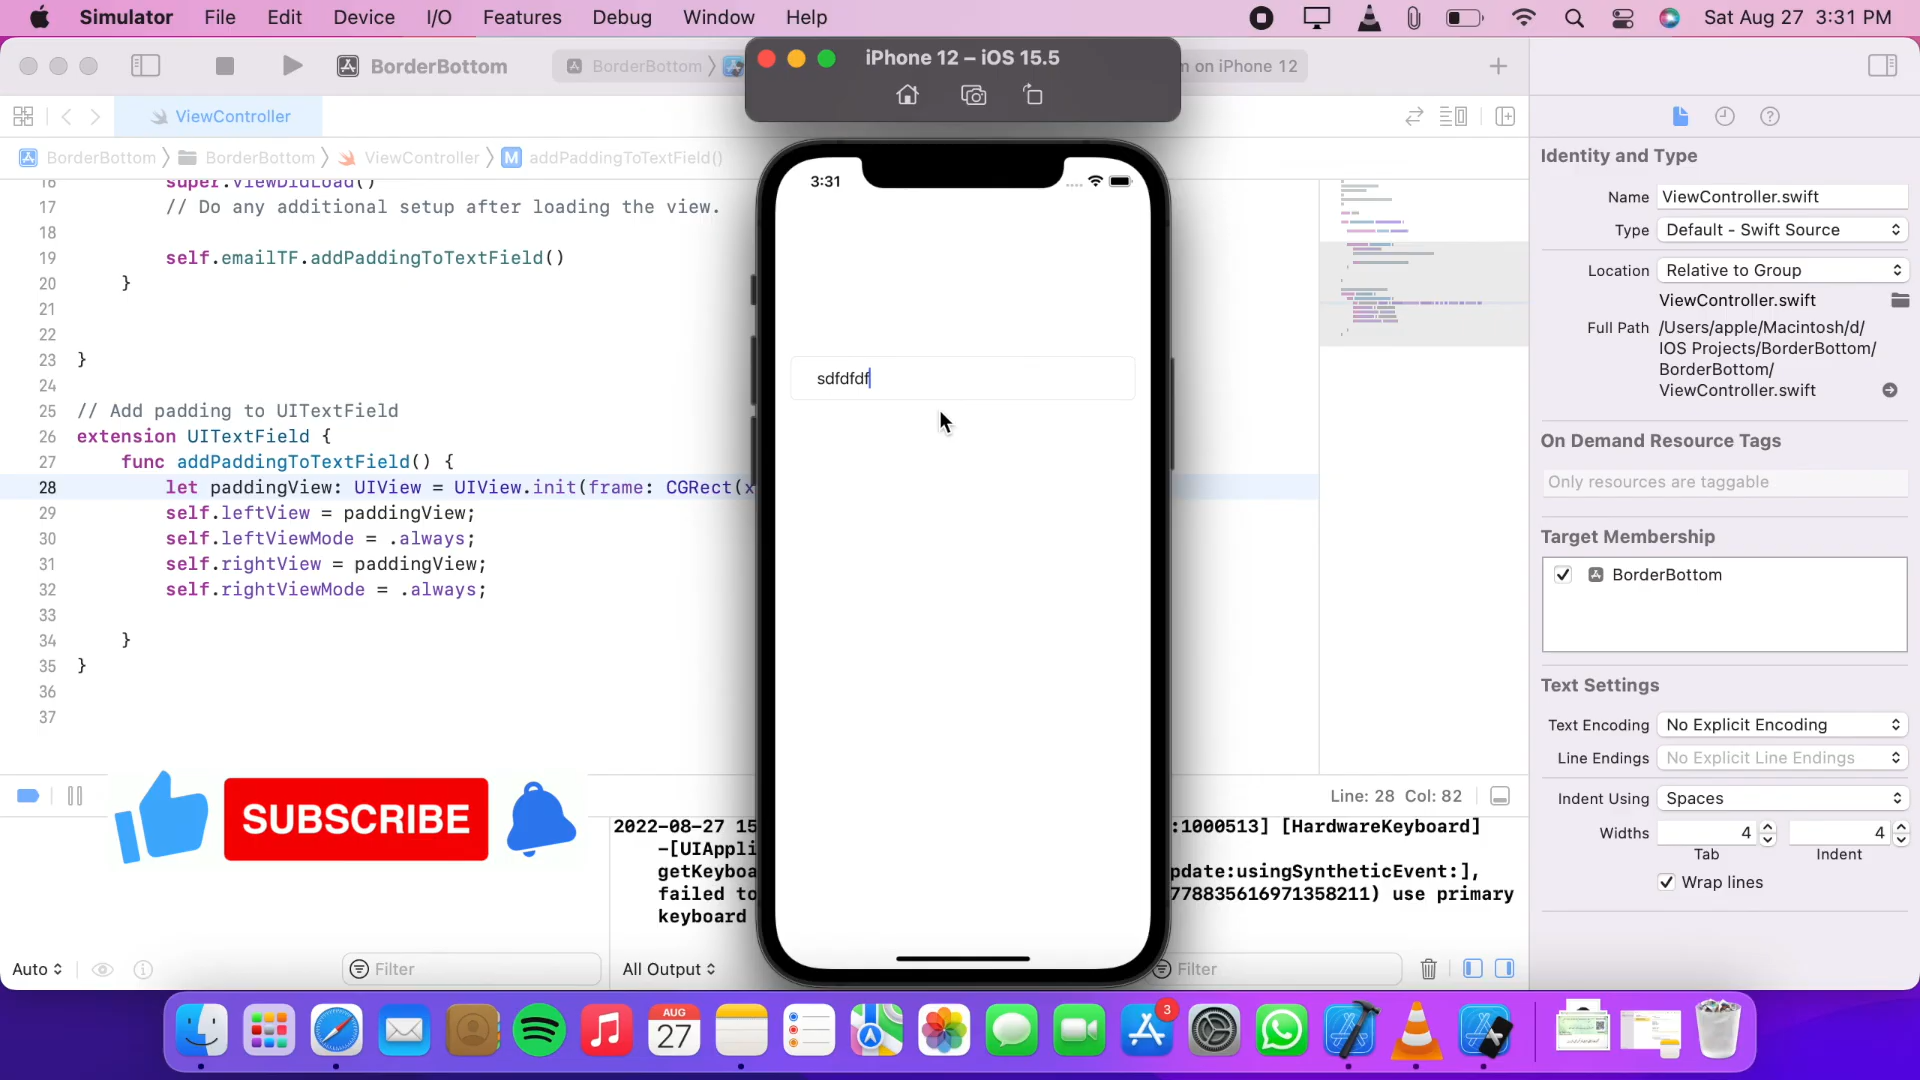 Simulator File Edit Device I/O Features Debug Window Help Sat Aug 27 3:31 PM
BorderBottom BorderBottom iPhone 12 – iOS 15.5 on iPhone 12
ViewController
BorderBottom BorderBottom ViewController M addPaddingToTextField()
16 super.viewDidLoad()
17 // Do any additional setup after loading the view.
18
19 self.emailTF.addPaddingToTextField()
20 }
21
22
23 }
24
25 // Add padding to UITextField
26 extension UITextField {
27 func addPaddingToTextField() {
28 let paddingView: UIView = UIView.init(frame: CGRect(x
29 self.leftView = paddingView;
30 self.leftViewMode = .always;
31 self.rightView = paddingView;
32 self.rightViewMode = .always;
33
34 }
35 }
36
37
3:31
sdfdfdf
SUBSCRIBE
Line: 28 Col: 82
2022-08-27 15 :1000513] [HardwareKeyboard]
-[UIAppli
getKeyboa pdate:usingSyntheticEvent:],
failed to 778835616971358211) use primary
keyboard
Auto Filter All Output Filter
Identity and Type
Name ViewController.swift
Type Default - Swift Source
Location Relative to Group
ViewController.swift
Full Path /Users/apple/Macintosh/d/
IOS Projects/BorderBottom/
BorderBottom/
ViewController.swift
On Demand Resource Tags
Only resources are taggable
Target Membership
BorderBottom
Text Settings
Text Encoding No Explicit Encoding
Line Endings No Explicit Line Endings
Indent Using Spaces
Widths 4 4
Tab Indent
Wrap lines
AUG
27
3